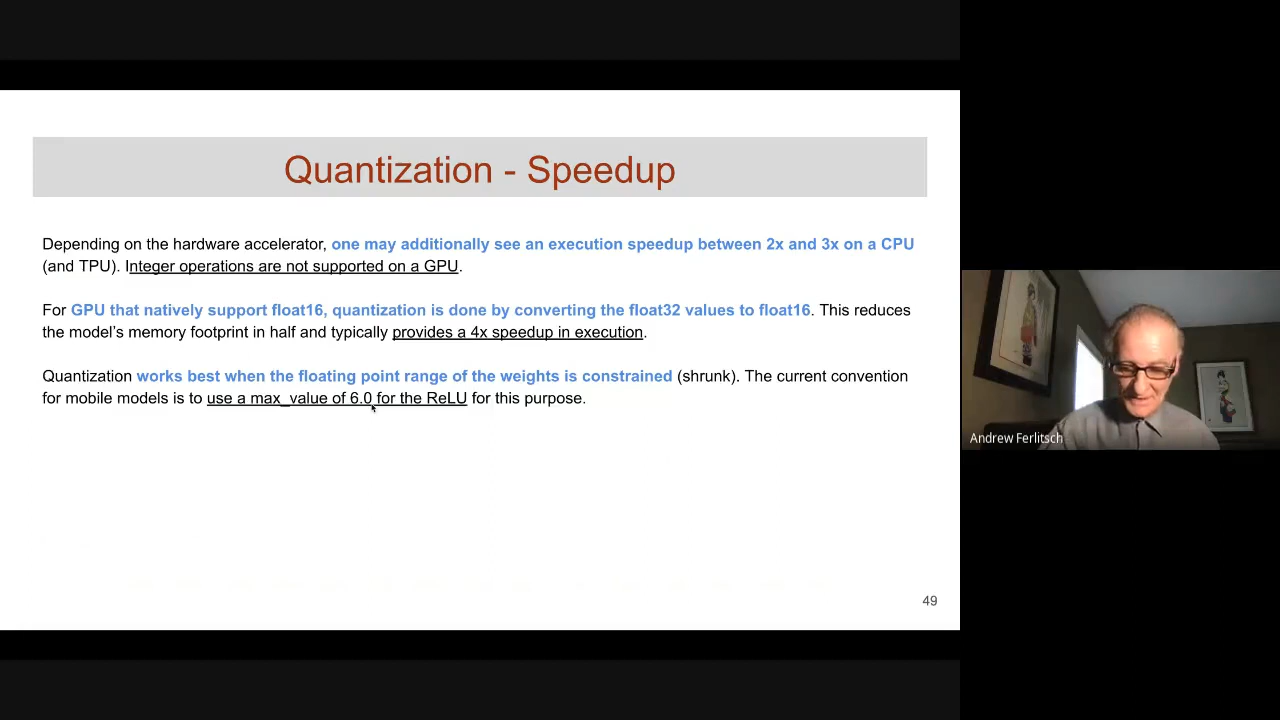 Quantization - Speedup
Depending on the hardware accelerator, one may additionally see an execution speedup between 2x and 3x on a CPU
(and TPU). Integer operations are not supported on a GPU.
For GPU that natively support float16, quantization is done by converting the float32 values to float16. This reduces
the model's memory footprint in half and typically provides a 4x speedup in execution.
Quantization works best when the floating point range of the weights is constrained (shrunk). The current convention
for mobile models is to use a max_value of 6.0 for the ReLU for this purpose.
49
Andrew Ferlitsch